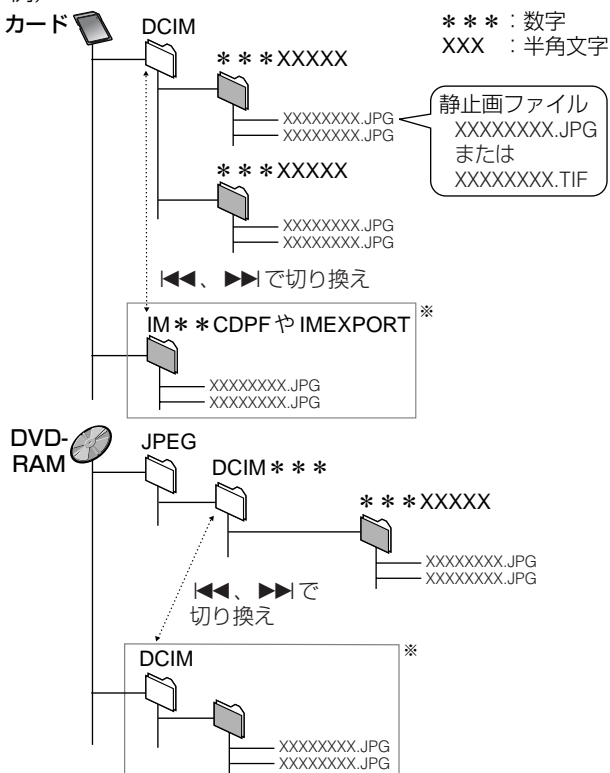 カード
DCIM
＊＊＊：数字
XXX ：半角文字
＊＊＊XXXXX
XXXXXXXX.JPG
XXXXXXXX.JPG
静止画ファイル
XXXXXXXX.JPG
または
XXXXXXXX.TIF
＊＊＊XXXXX
XXXXXXXX.JPG
XXXXXXXX.JPG
|◀◀、▶▶|で切り換え
IM＊＊CDPFやIMEXPORT
※
XXXXXXXX.JPG
XXXXXXXX.JPG
DVD-
RAM
JPEG
DCIM＊＊＊
＊＊＊XXXXX
XXXXXXXX.JPG
XXXXXXXX.JPG
|◀◀、▶▶|で
切り換え
※
DCIM
XXXXXXXX.JPG
XXXXXXXX.JPG